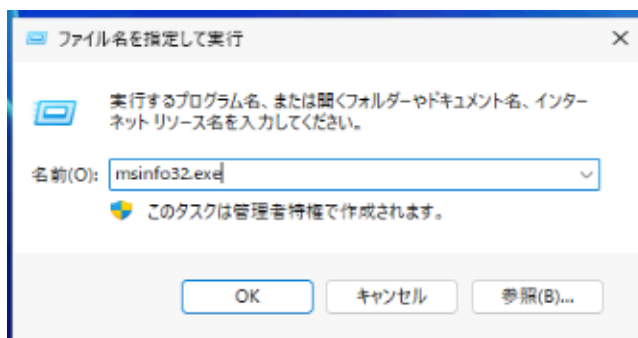 ファイル名を指定して実行
実行するプログラム名、または開くフォルダーやドキュメント名、インター
ネット リソース名を入力してください。
名前(O): msinfo32.exe
このタスクは管理者特権で作成されます。
OK キャンセル 参照(B)...